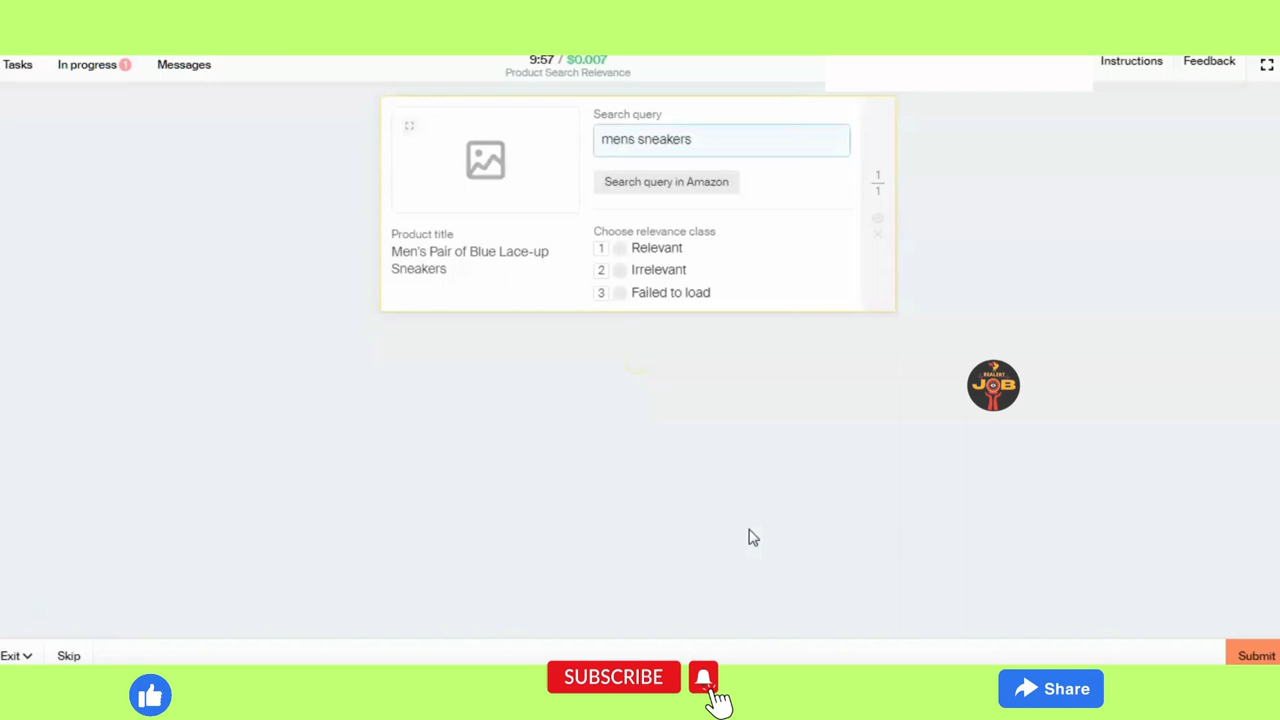 Tasks
In progress 1
Messages
9:57 / $0.007
Product Search Relevance
Instructions
Feedback
Search query
mens sneakers
Search query in Amazon
1
1
Product title
Men's Pair of Blue Lace-up
Sneakers
Choose relevance class
1 Relevant
2 Irrelevant
3 Failed to load
JOB
Exit
Skip
Submit
SUBSCRIBE
Share